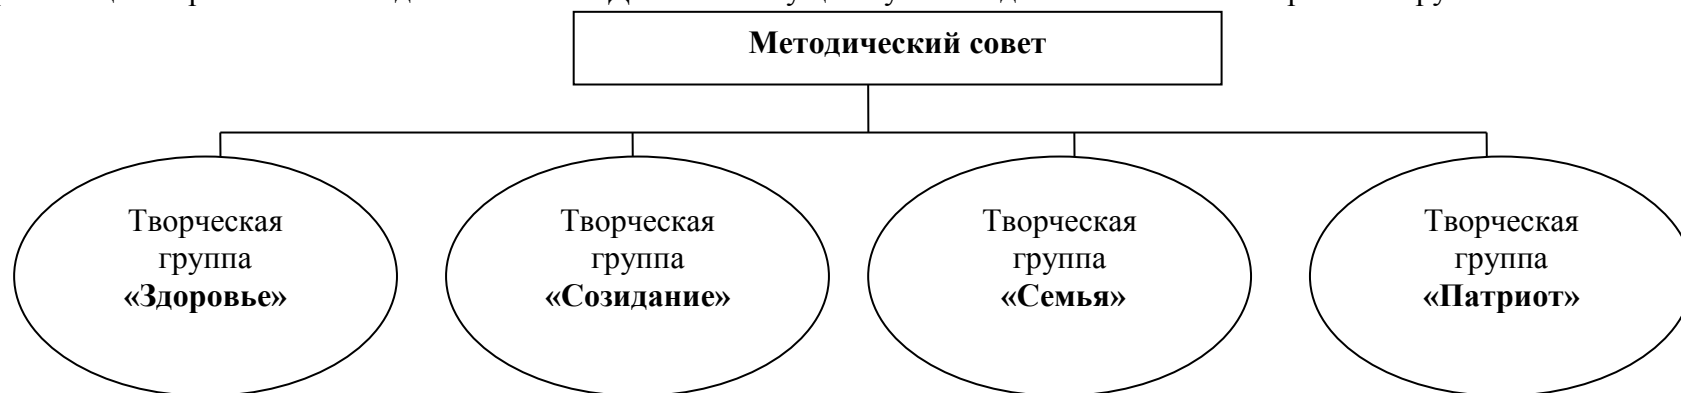 Методический совет
Творческая
группа
«Здоровье»
Творческая
группа
«Созидание»
Творческая
группа
«Семья»
Творческая
группа
«Патриот»